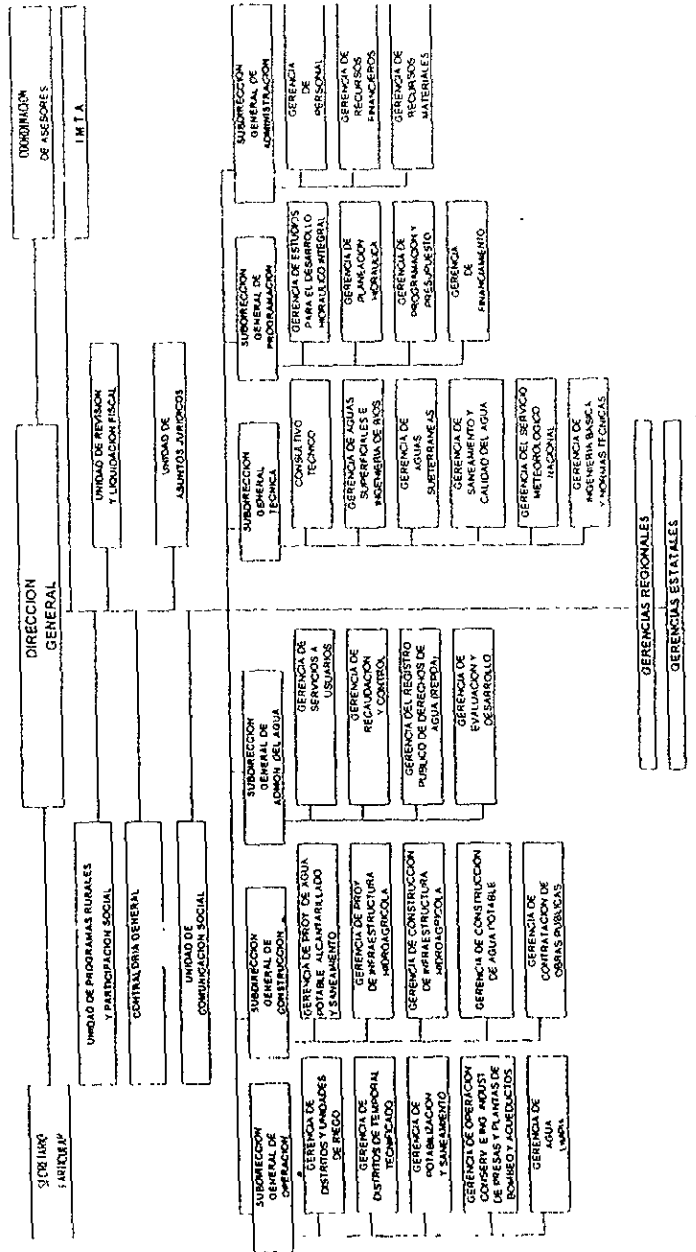 DIRECCION
GENERAL
SECRETARIO
PARTICULAR
COORDINACION
DE ASESORES
IMTA
UNIDAD DE PROGRAMAS RURALES
Y PARTICIPACION SOCIAL
UNIDAD DE REVISION
Y LIQUIDACION FISCAL
CONTRALORIA GENERAL
UNIDAD DE
ASUNTOS JURIDICOS
UNIDAD DE
COMUNICACION SOCIAL
SUBDIRECCION
GENERAL DE
OPERACION
GERENCIA DE
DISTRITOS Y UNIDADES
DE RIEGO
GERENCIA DE
DISTRITOS DE TEMPORAL
TECNIFICADO
GERENCIA DE
POTABILIZACION
Y SANEAMIENTO
GERENCIA DE OPERACION
CONSERV E ING INDUST
DE PRESAS Y PLANTAS DE
BOMBEO Y ACUEDUCTOS
GERENCIA DE
AGUA
LIMPIA
SUBDIRECCION
GENERAL DE
CONSTRUCCION
GERENCIA DE PROY DE AGUA
POTABLE ALCANTARILLADO
Y SANEAMIENTO
GERENCIA DE PROY
DE INFRAESTRUCTURA
HIDROAGRICOLA
GERENCIA DE CONSTRUCCION
DE INFRAESTRUCTURA
HIDROAGRICOLA
GERENCIA DE CONSTRUCCION
DE AGUA POTABLE
GERENCIA DE
CONTRATACION DE
OBRAS PUBLICAS
SUBDIRECCION
GENERAL DE
ADMON DEL AGUA
GERENCIA DE
SERVICIOS A
USUARIOS
GERENCIA DE
RECAUDACION
Y CONTROL
GERENCIA DEL REGISTRO
PUBLICO DE DERECHOS DE
AGUA (REPDA)
GERENCIA DE
EVALUACION Y
DESARROLLO
SUBDIRECCION
GENERAL
TECNICA
CONSULTIVO
TECNICO
GERENCIA DE AGUAS
SUPERFICIALES E
INGENIERIA DE RIOS
GERENCIA DE
AGUAS
SUBTERRANEAS
GERENCIA DE
SANEAMIENTO Y
CALIDAD DEL AGUA
GERENCIA DEL SERVICIO
METEOROLOGICO
NACIONAL
GERENCIA DE
INGENIERIA BASICA
Y NORMAS TECNICAS
SUBDIRECCION
GENERAL DE
PROGRAMACION
GERENCIA DE ESTUDIOS
PARA EL DESARROLLO
HIDRAULICO INTEGRAL
GERENCIA DE
PLANEACION
HIDRAULICA
GERENCIA DE
PROGRAMACION Y
PRESUPUESTO
GERENCIA
DE
FINANCIAMIENTO
SUBDIRECCION
GENERAL DE
ADMINISTRACION
GERENCIA
DE
PERSONAL
GERENCIA DE
RECURSOS
FINANCIEROS
GERENCIA DE
RECURSOS
MATERIALES
GERENCIAS REGIONALES
GERENCIAS ESTATALES